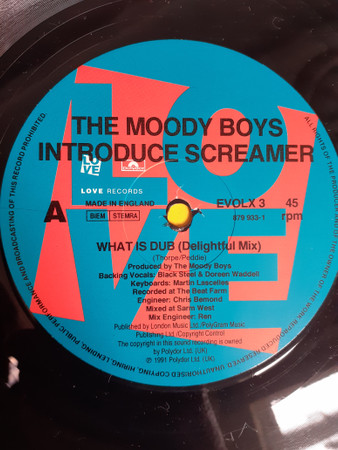 THE MOODY BOYS
INTRODUCE SCREAMER
LOVE
LOVE RECORDS
MADE IN ENGLAND
BIEM STEMRA
A
EVOLX 3
879 933-1
45
rpm
WHAT IS DUB (Delightful Mix)
(Thorpe/Peddie)
Produced by The Moody Boys
Backing Vocals: Black Steel & Doreen Waddell
Keyboards: Martin Lascelles
Recorded at The Beat Farm
Engineer: Chris Bemond
Mixed at Sarm West
Mix Engineer: Ren
Published by London Music Ltd./PolyGram Music
Publishing Ltd./Copyright Control
The copyright in this sound recording is owned
by Polydor Ltd. (UK)
℗ 1991 Polydor Ltd. (UK)
LOVE
ALL RIGHTS OF THE PRODUCER AND OF THE OWNER OF THE WORK REPRODUCED RESERVED. UNAUTHORISED COPYING, HIRING, LENDING, PUBLIC PERFORMANCE AND BROADCASTING OF THIS RECORD PROHIBITED.